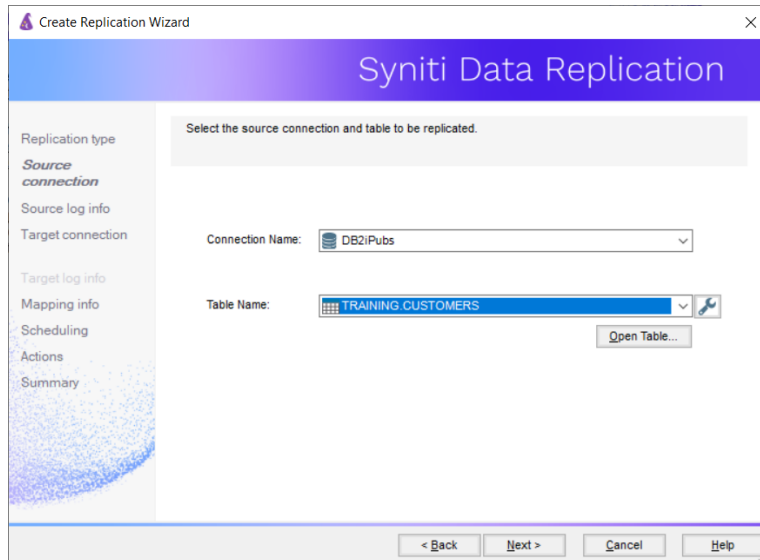 Create Replication Wizard
Syniti Data Replication
Replication type
Source
connection
Source log info
Target connection
Target log info
Mapping info
Scheduling
Actions
Summary
Select the source connection and table to be replicated.
Connection Name:
DB2iPubs
Table Name:
TRAINING.CUSTOMERS
Open Table...
< Back
Next >
Cancel
Help